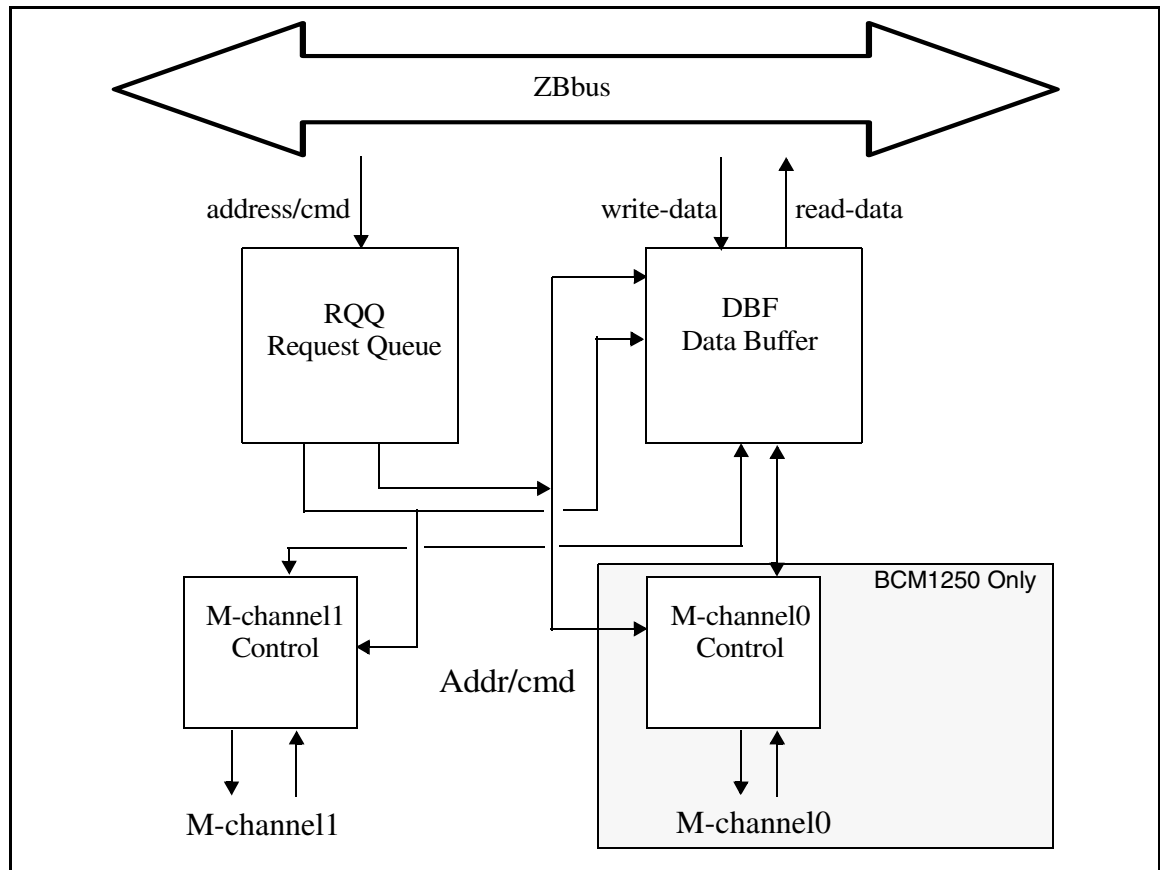 ZBbus
address/cmd
write-data
read-data
RQQ
Request Queue
DBF
Data Buffer
BCM1250 Only
M-channel1
Control
M-channel0
Control
Addr/cmd
M-channel1
M-channel0